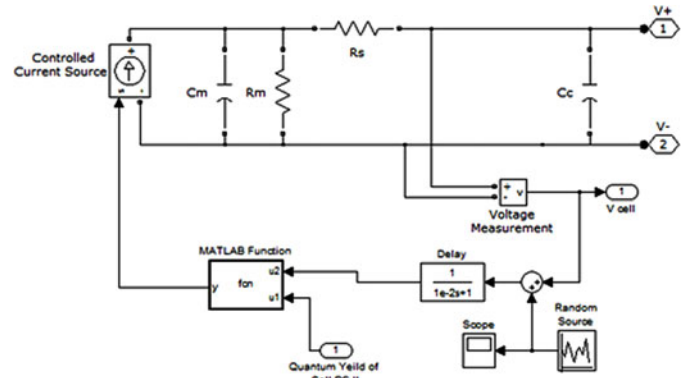 V+
1
Rs
Controlled
Current Source
+
s
-
Cm
Rm
Cc
V-
2
+
-
v
1
V cell
Voltage
Measurement
MATLAB Function
Delay
u2
fcn
y
u1
1
1e-2s+1
+
+
Random
Source
Scope
1
Quantum Yeild of